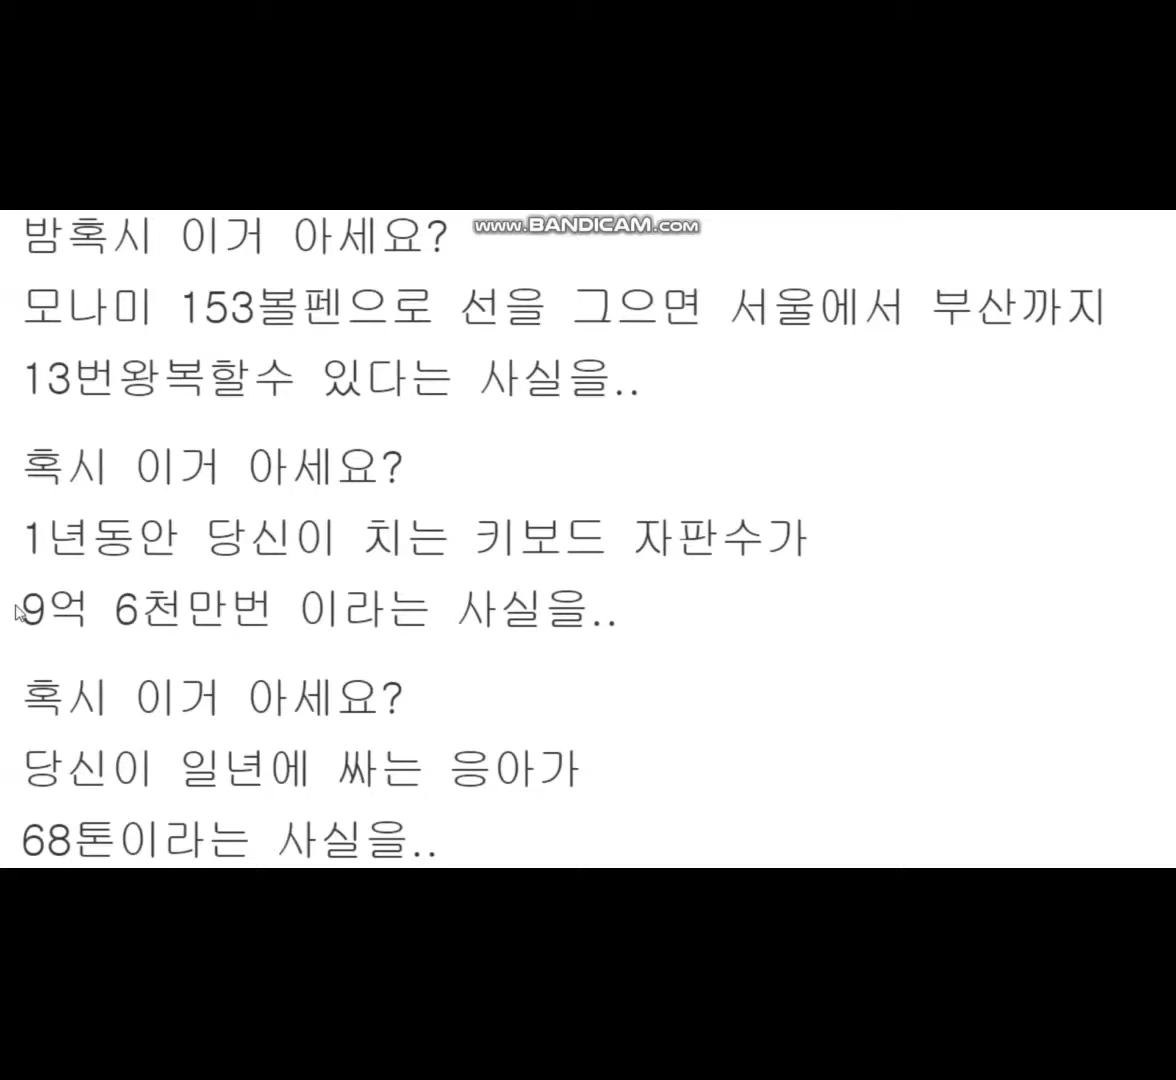 밤혹시 이거 아세요?
www.BANDICAM.com
모나미 153볼펜으로 선을 그으면 서울에서 부산까지
13번왕복할수 있다는 사실을..
혹시 이거 아세요?
1년동안 당신이 치는 키보드 자판수가
9억 6천만번 이라는 사실을..
혹시 이거 아세요?
당신이 일년에 싸는 응아가
68톤이라는 사실을..